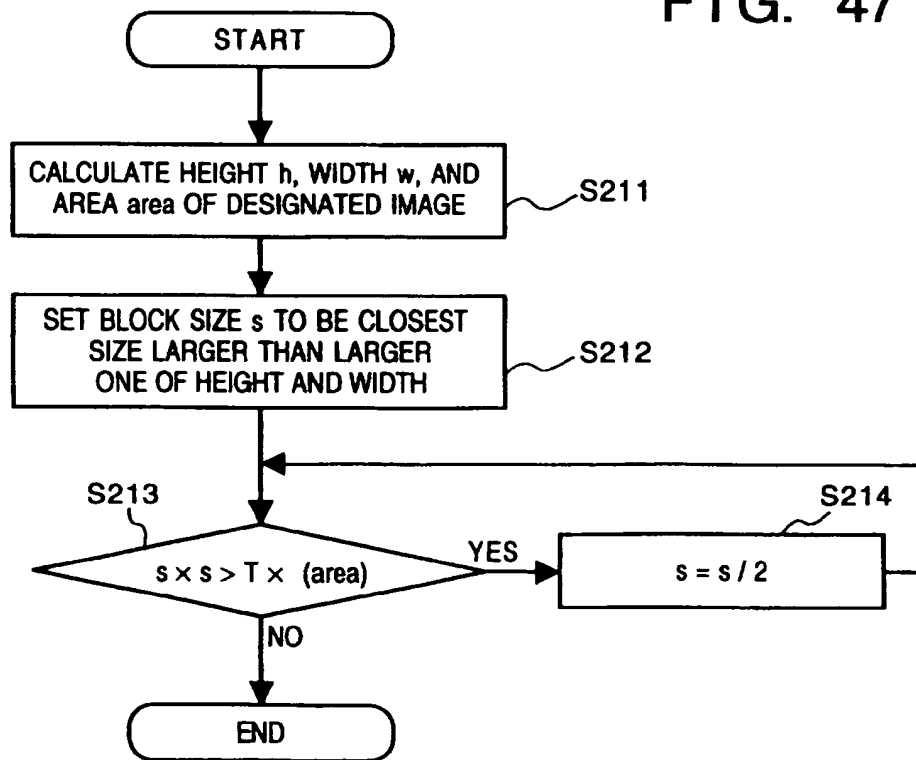 FIG. 47
START
CALCULATE HEIGHT h, WIDTH w, AND
AREA area OF DESIGNATED IMAGE
S211
SET BLOCK SIZE s TO BE CLOSEST
SIZE LARGER THAN LARGER
ONE OF HEIGHT AND WIDTH
S212
S213
s × s > T × (area)
YES
S214
s = s / 2
NO
END